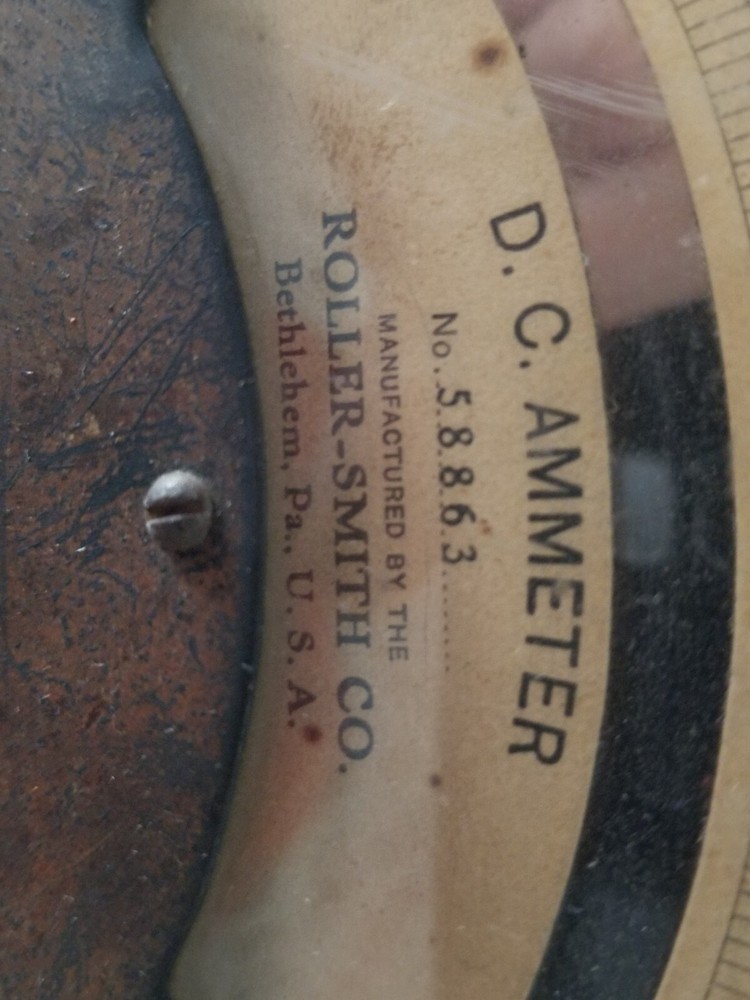 D. C. AMMETER
No. 58863
MANUFACTURED BY THE
ROLLER-SMITH CO.
Bethlehem, Pa., U. S. A.